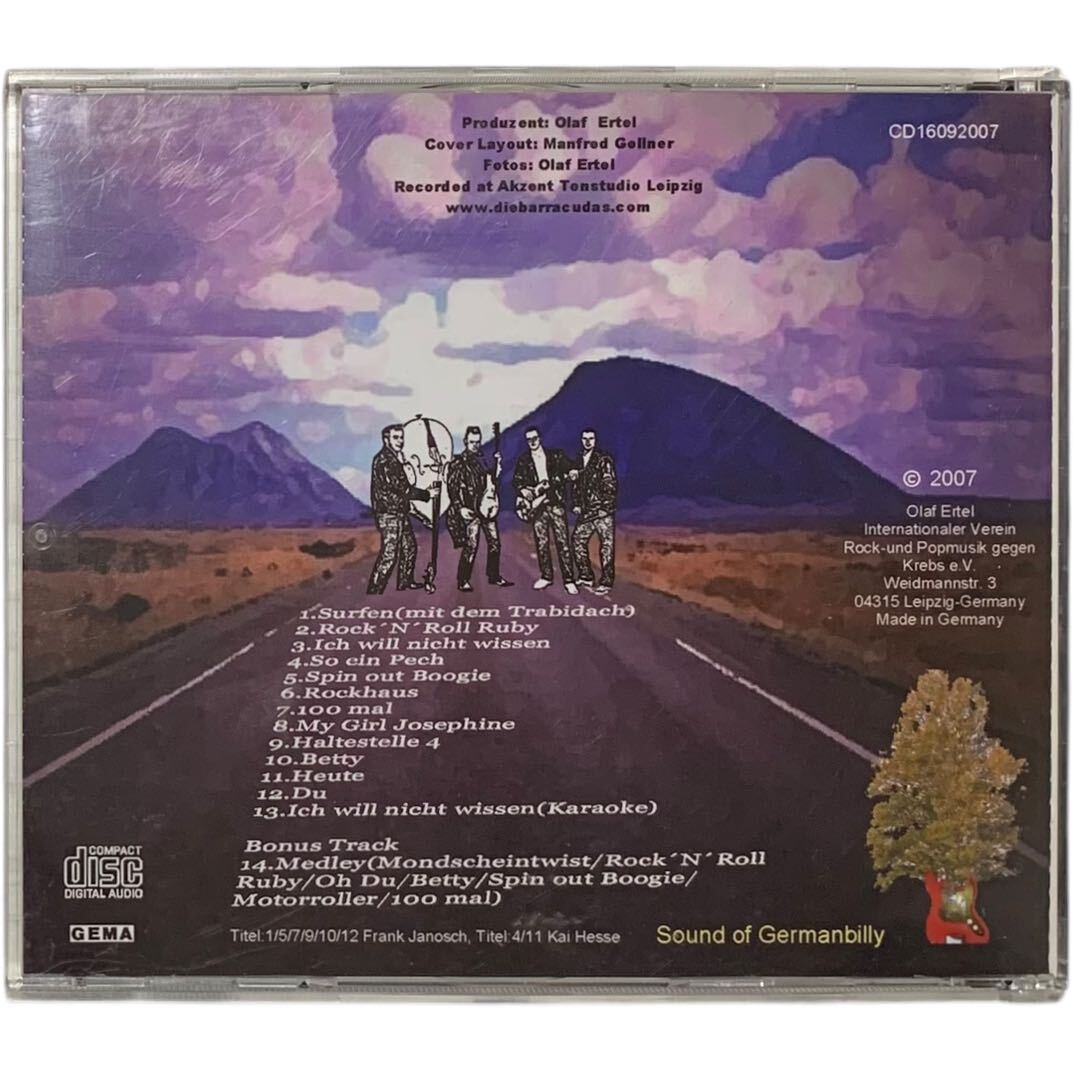 Produzent: Olaf Ertel
Cover Layout: Manfred Gollner
Fotos: Olaf Ertel
Recorded at Akzent Tonstudio Leipzig
www.diebarracudas.com
CD16092007
© 2007
Olaf Ertel
Internationaler Verein
Rock-und Popmusik gegen
Krebs e.V.
Weidmannstr. 3
04315 Leipzig-Germany
Made in Germany
1.Surfen(mit dem Trabidach)
2.Rock´N´Roll Ruby
3.Ich will nicht wissen
4.So ein Pech
5.Spin out Boogie
6.Rockhaus
7.100 mal
8.My Girl Josephine
9.Haltestelle 4
10.Betty
11.Heute
12.Du
13.Ich will nicht wissen(Karaoke)
Bonus Track
14.Medley(Mondscheintwist/Rock´N´Roll
Ruby/Oh Du/Betty/Spin out Boogie/
Motorroller/100 mal)
COMPACT
disc
DIGITAL AUDIO
GEMA
Titel:1/5/7/9/10/12 Frank Janosch, Titel:4/11 Kai Hesse
Sound of Germanbilly